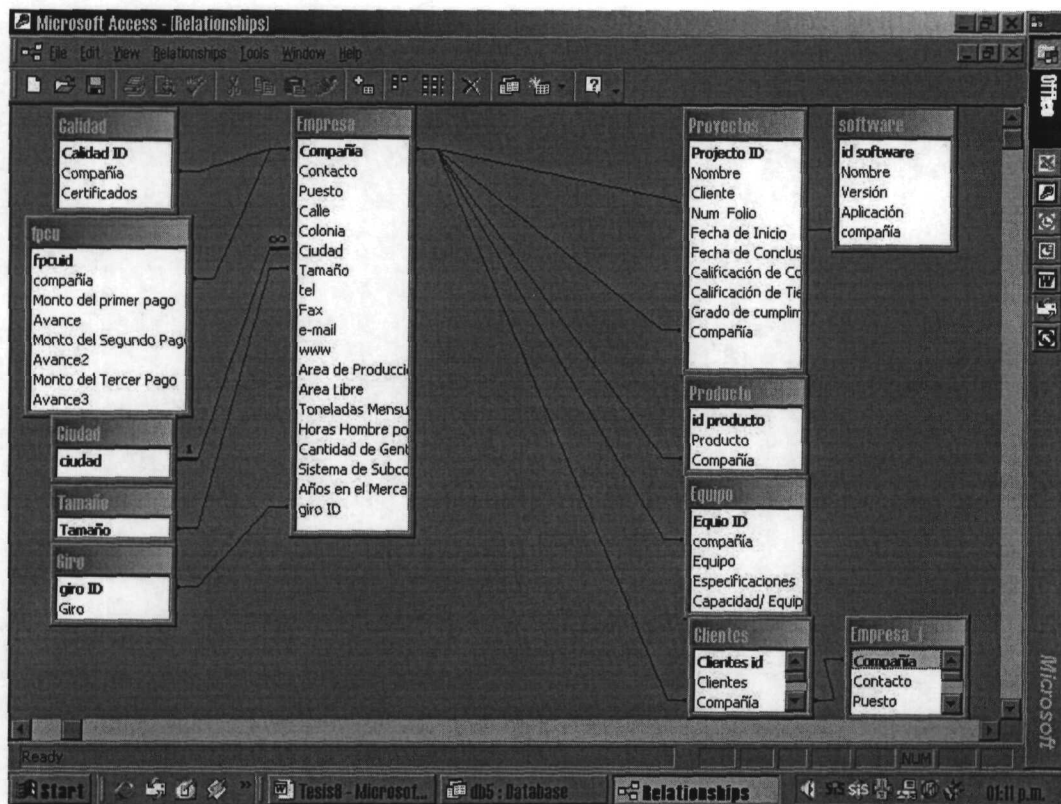 Microsoft Access - [Relationships]
File Edit View Relationships Tools Window Help
Office
Calidad
Calidad ID
Compañía
Certificados
fpcu
fpcuid
compañía
Monto del primer pago
Avance
Monto del Segundo Pag
Avance2
Monto del Tercer Pago
Avance3
Ciudad
ciudad
Tamaño
Tamaño
Giro
giro ID
Giro
∞
1
Empresa
Compañía
Contacto
Puesto
Calle
Colonia
Ciudad
Tamaño
tel
Fax
e-mail
www
Area de Producci
Area Libre
Toneladas Mensu
Horas Hombre po
Cantidad de Gent
Sistema de Subcc
Años en el Merca
giro ID
Proyectos
Projecto ID
Nombre
Cliente
Num Folio
Fecha de Inicio
Fecha de Conclus
Calificación de Cc
Calificación de Tie
Grado de cumplim
Compañía
software
id software
Nombre
Versión
Aplicación
compañía
Producto
id producto
Producto
Compañía
Equipo
Equio ID
compañía
Equipo
Especificaciones
Capacidad/ Equip
Clientes
Clientes id
Clientes
Compañía
Empresa_1
Compañía
Contacto
Puesto
Microsoft
Ready
NUM
Start
Tesis8 - Microsof...
db5 : Database
Relationships
01:11 p.m.